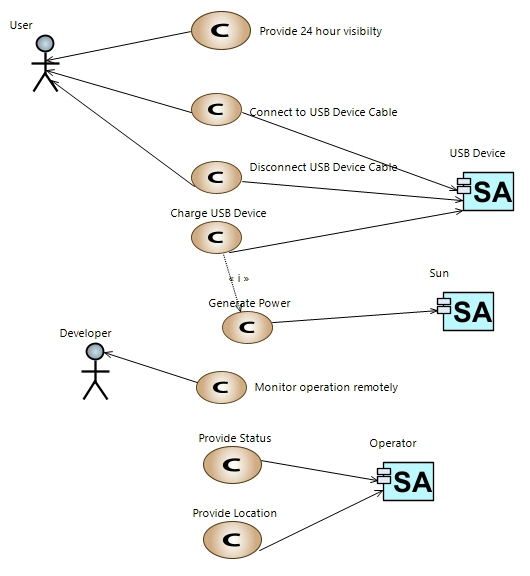 User
C
Provide 24 hour visibilty
C
Connect to USB Device Cable
USB Device
C
Disconnect USB Device Cable
SA
Charge USB Device
C
« i »
Sun
Generate Power
C
SA
Developer
C
Monitor operation remotely
Provide Status
Operator
C
SA
Provide Location
C